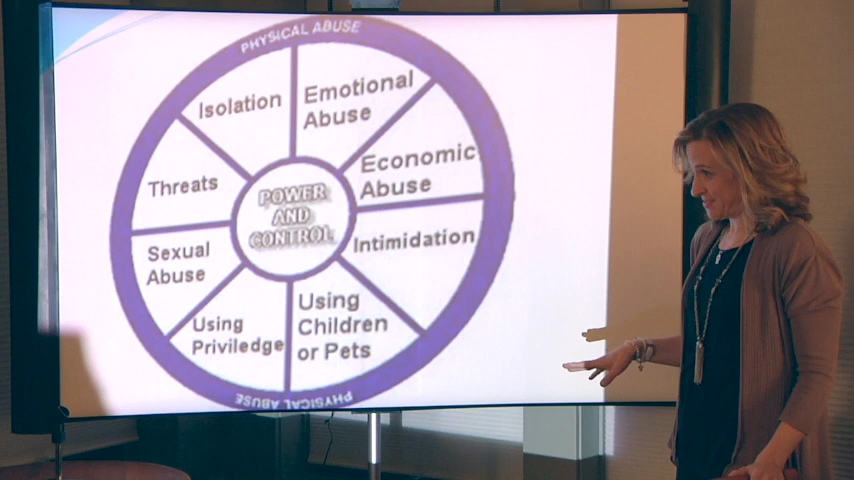 PHYSICAL ABUSE
Isolation
Emotional
Abuse
Threats
Economic
Abuse
POWER
AND
CONTROL
Sexual
Abuse
Intimidation
Using
Priviledge
Using
Children
or Pets
PHYSICAL ABUSE